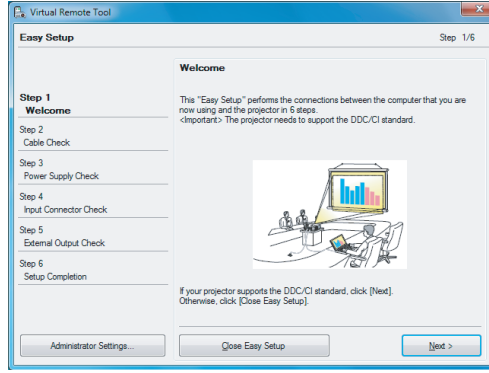 Virtual Remote Tool
Easy Setup
Step 1/6
Step 1
Welcome
Step 2
Cable Check
Step 3
Power Supply Check
Step 4
Input Connector Check
Step 5
External Output Check
Step 6
Setup Completion
Welcome
This "Easy Setup" performs the connections between the computer that you are
now using and the projector in 6 steps.
<Important> The projector needs to support the DDC/CI standard.
If your projector supports the DDC/CI standard, click [Next].
Otherwise, click [Close Easy Setup].
Administrator Settings...
Close Easy Setup
Next >